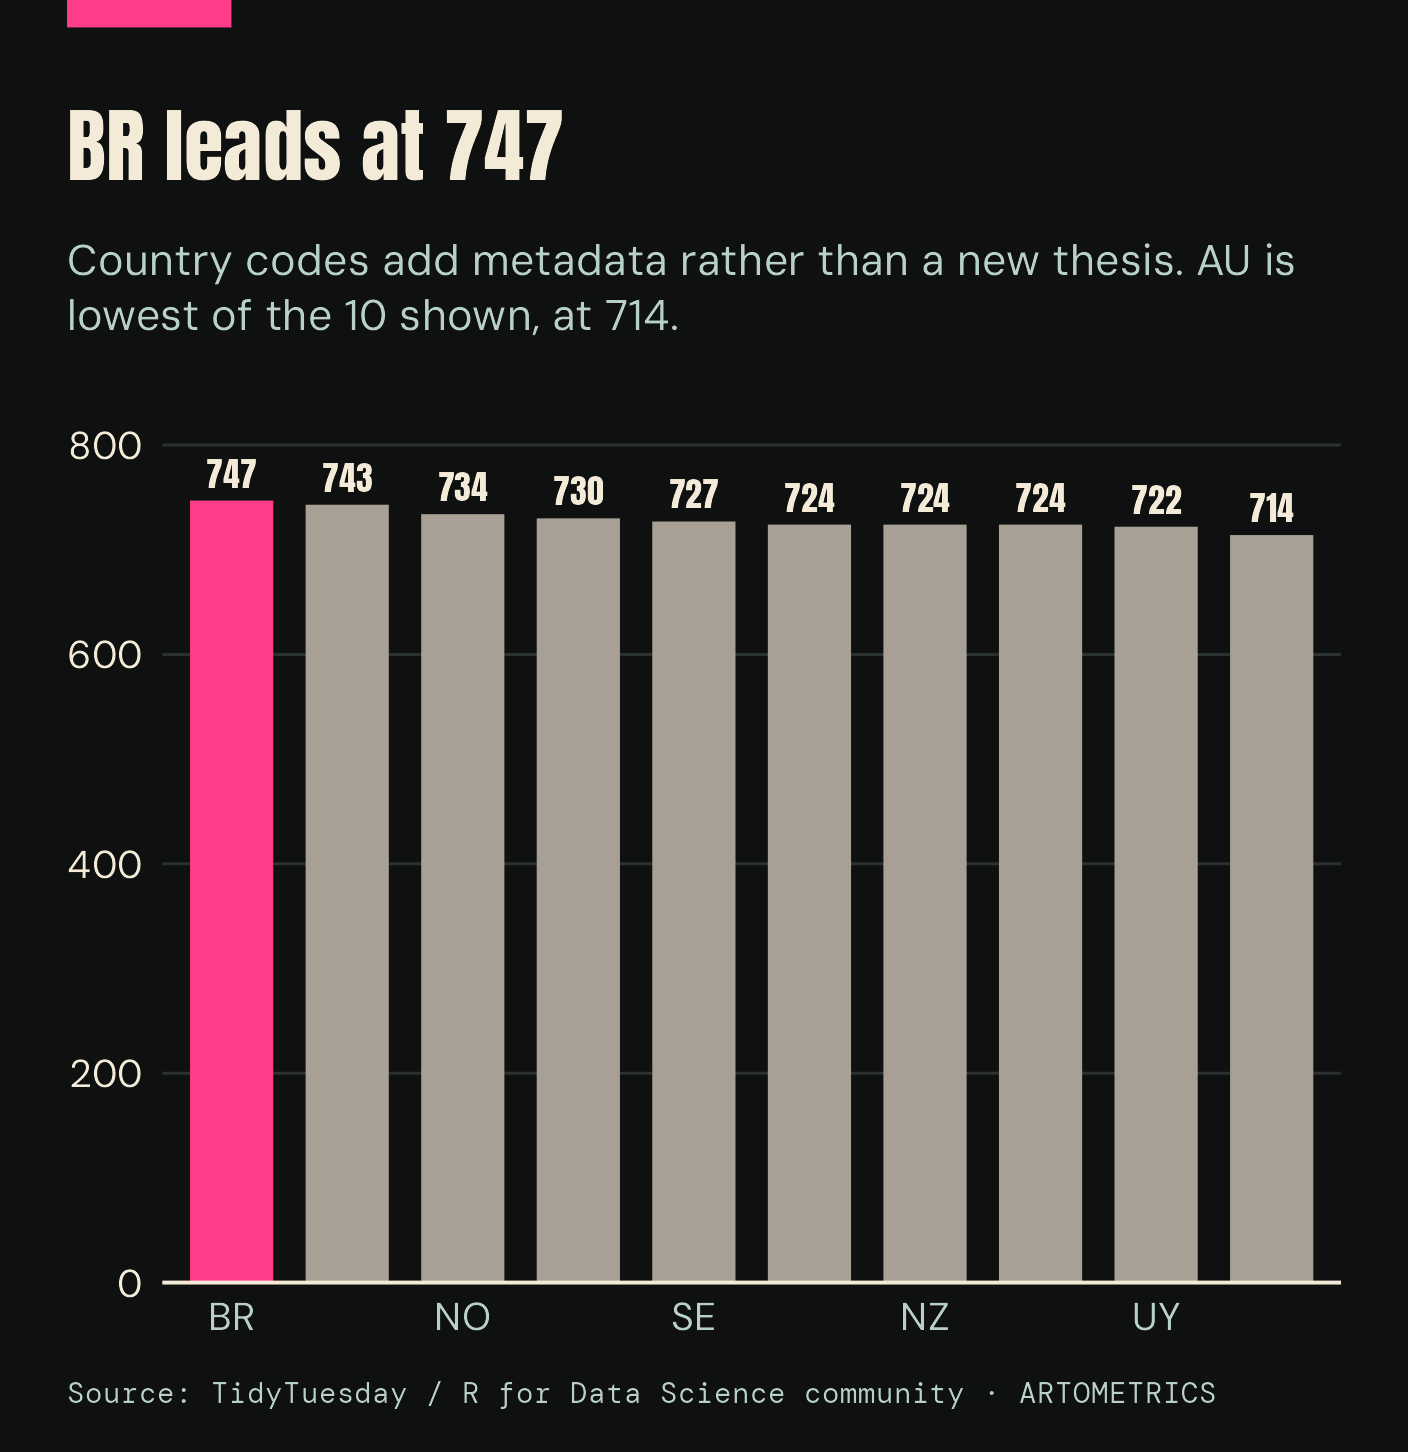 BR leads at 747
Country codes add metadata rather than a new thesis. AU is
lowest of the 10 shown, at 714.
800
747
743
734
730
727
724
724
724
722
714
600
400
200
0
BR
NO
SE
NZ
UY
Source: TidyTuesday / R for Data Science community · ARTOMETRICS